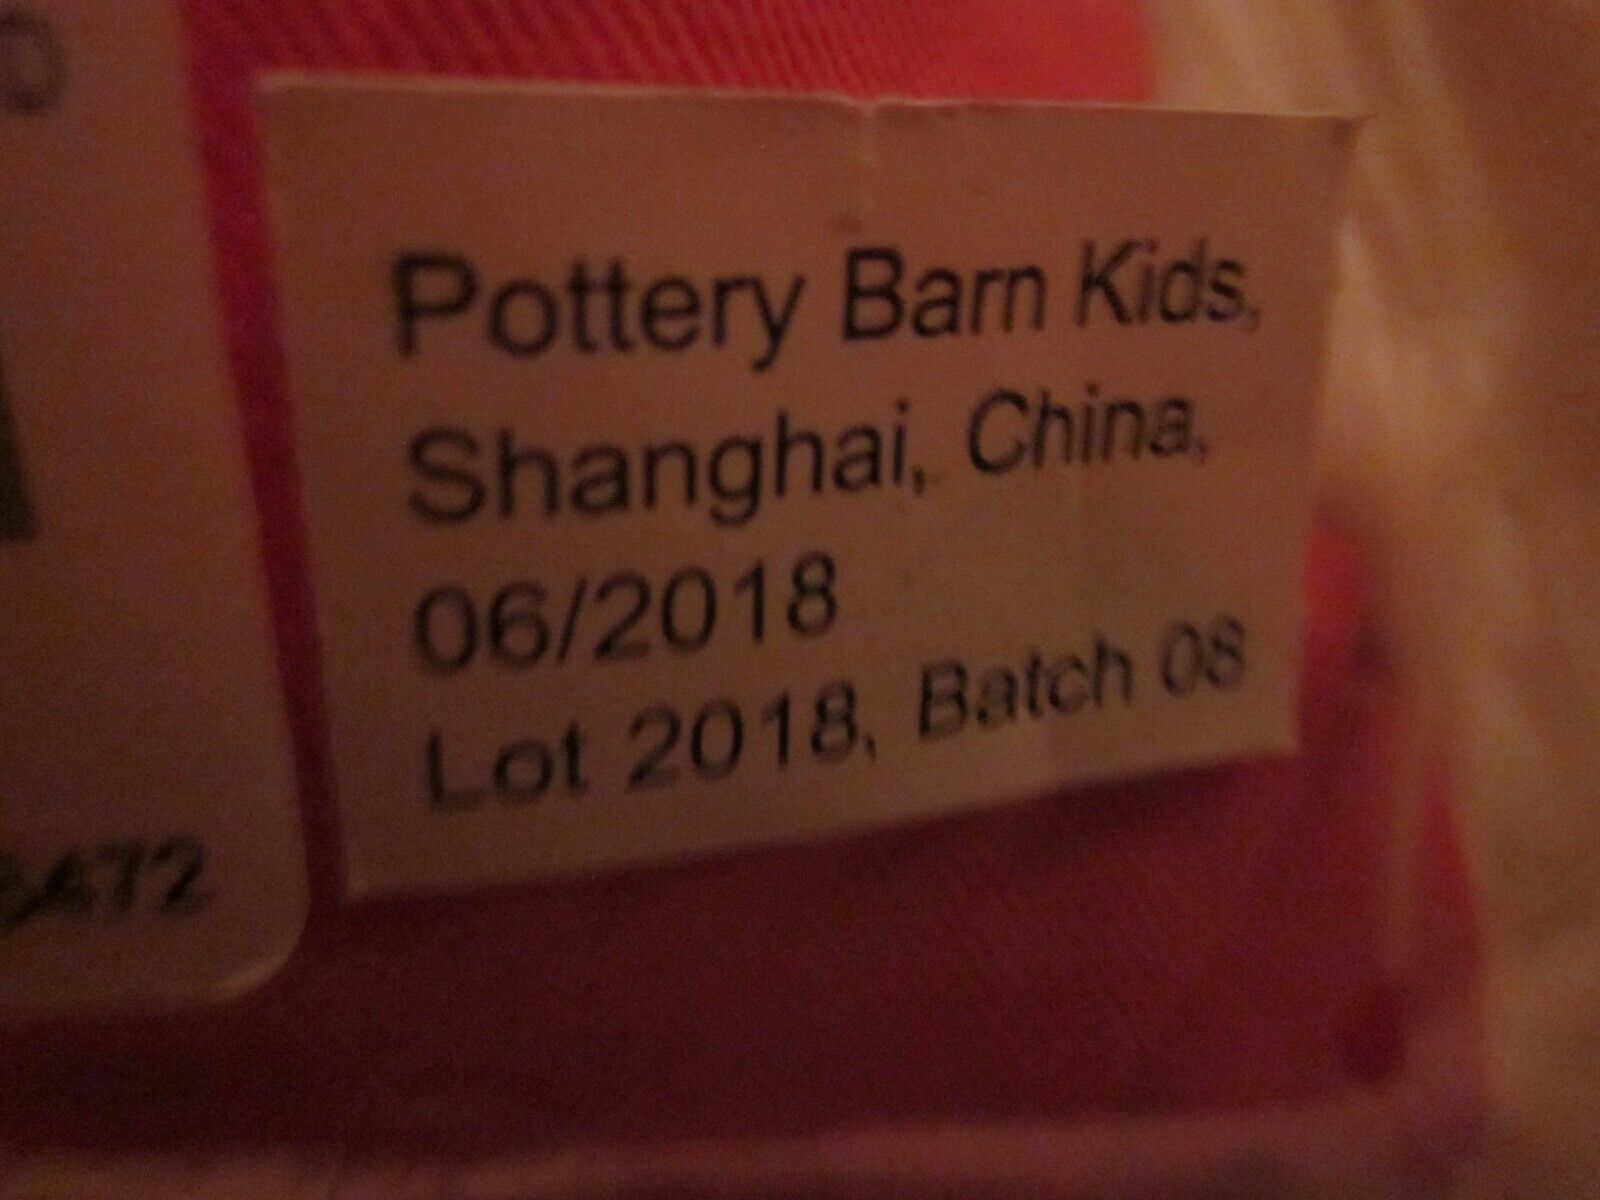 Pottery Barn Kids,
Shanghai, China,
06/2018
Lot 2018, Batch 08